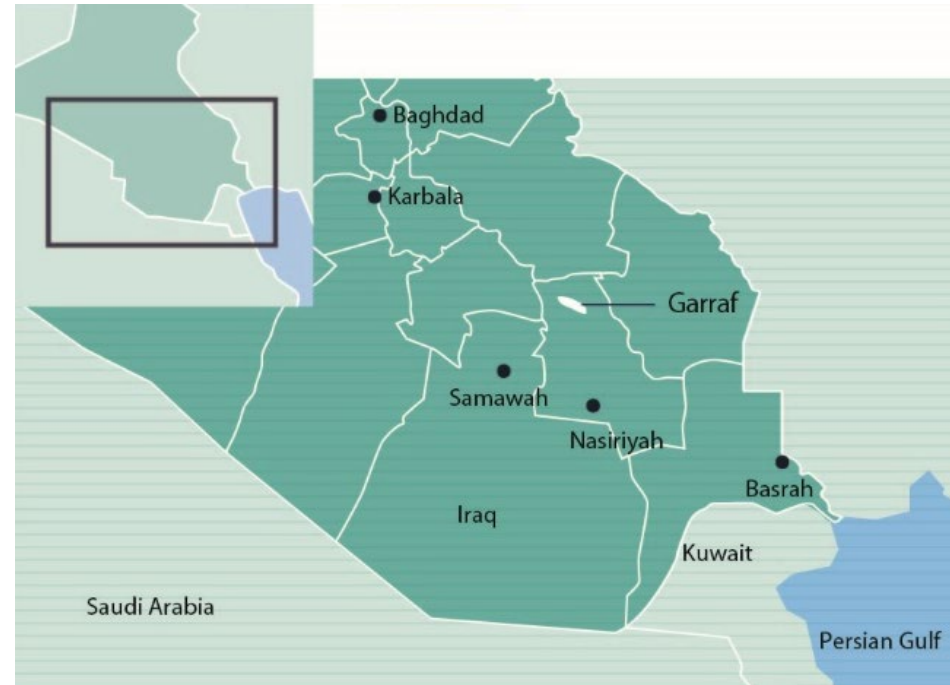 Baghdad
Karbala
Garraf
Samawah
Nasiriyah
Basrah
Iraq
Kuwait
Saudi Arabia
Persian Gulf